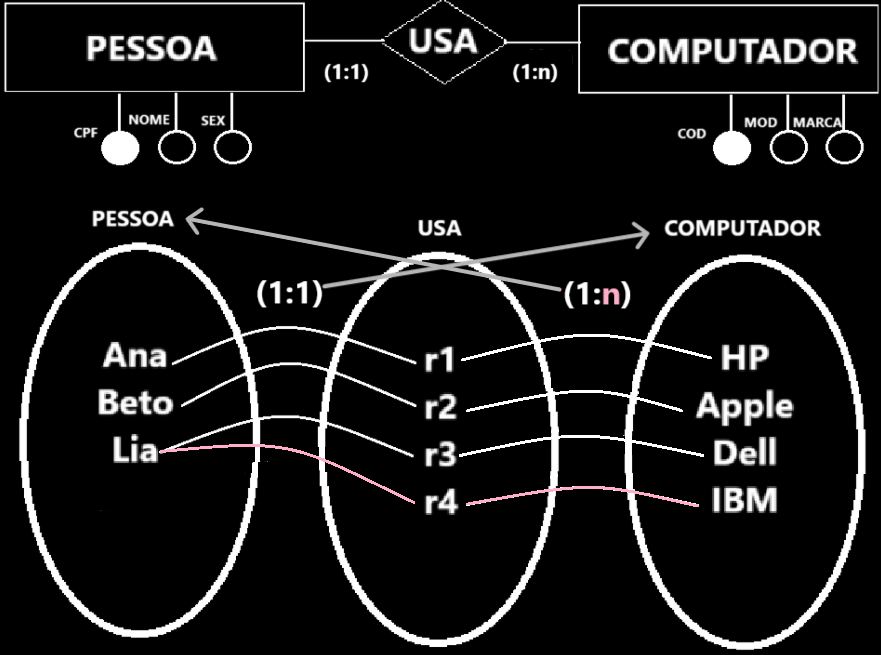 PESSOA USA COMPUTADOR
(1:1) (1:n)
CPF NOME SEX COD MOD MARCA
PESSOA USA COMPUTADOR
(1:1) (1:n)
Ana r1 HP
Beto r2 Apple
Lia r3 Dell
r4 IBM